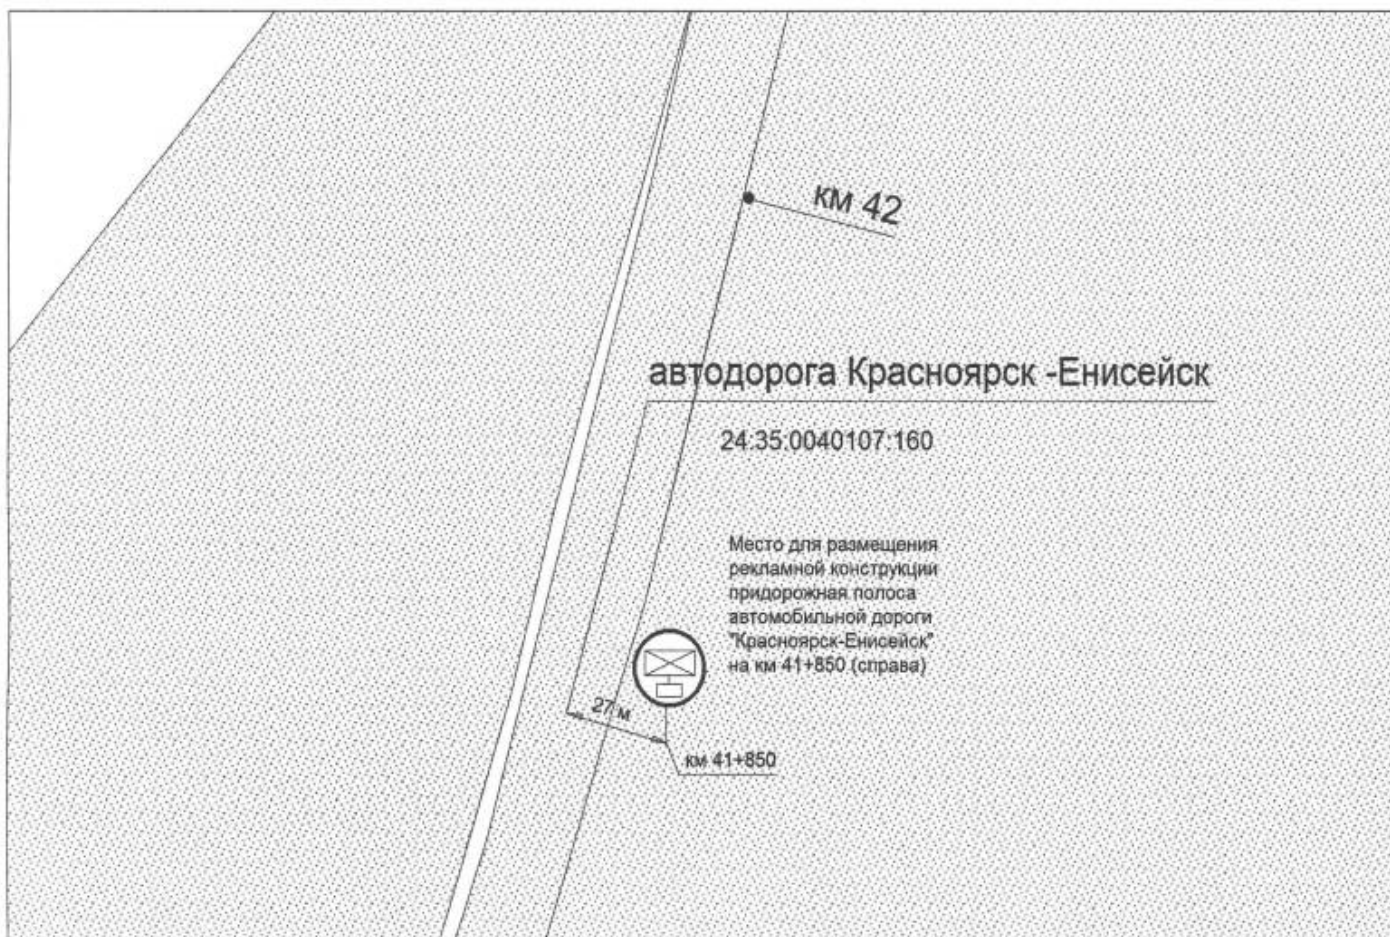 км 42
автодорога Красноярск -Енисейск
24:35:0040107:160
Место для размещения
рекламной конструкции
придорожная полоса
автомобильной дороги
"Красноярск-Енисейск"
на км 41+850 (справа)
27 м
км 41+850